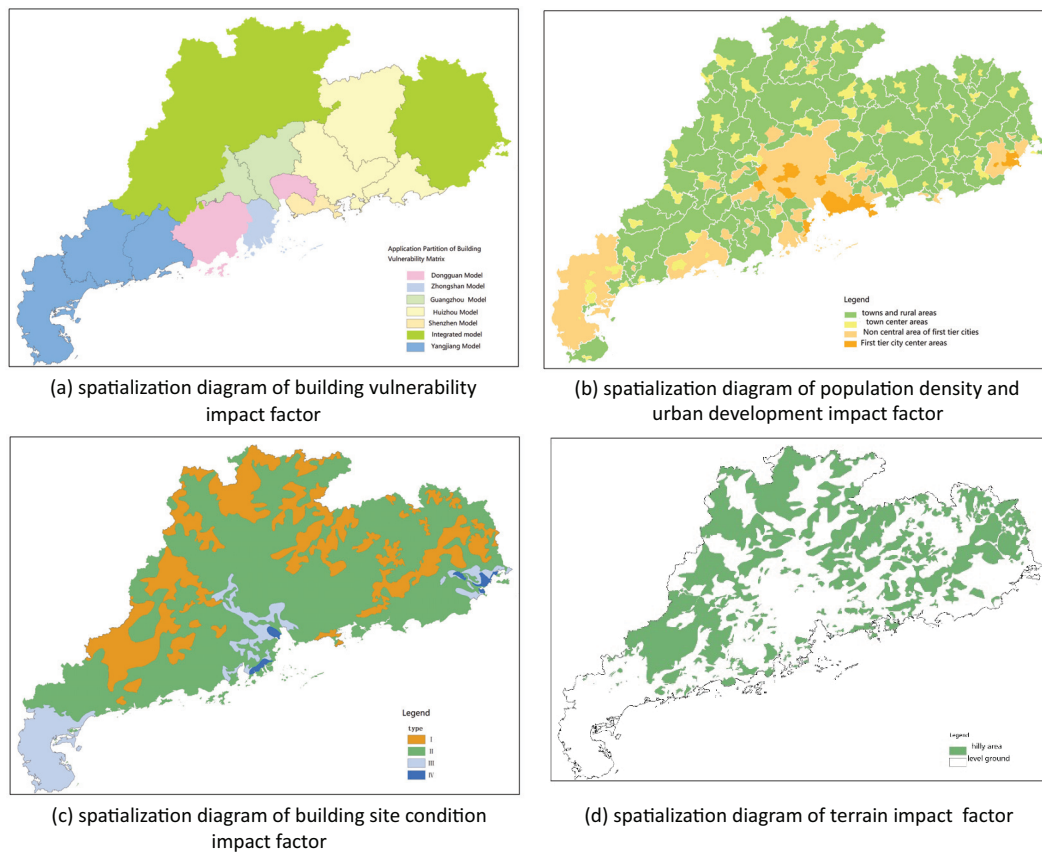 Application Partition of Building
Vulnerability Matrix
Dongguan Model
Zhongshan Model
Guangzhou Model
Huizhou Model
Shenzhen Model
Integrated model
Yangjiang Model
(a) spatialization diagram of building vulnerability
impact factor
Legend
towns and rural areas
town center areas
Non central area of first tier cities
First tier city center areas
(b) spatialization diagram of population density and
urban development impact factor
Legend
type
I
II
III
IV
(c) spatialization diagram of building site condition
impact factor
Legend
hilly area
level ground
(d) spatialization diagram of terrain impact factor